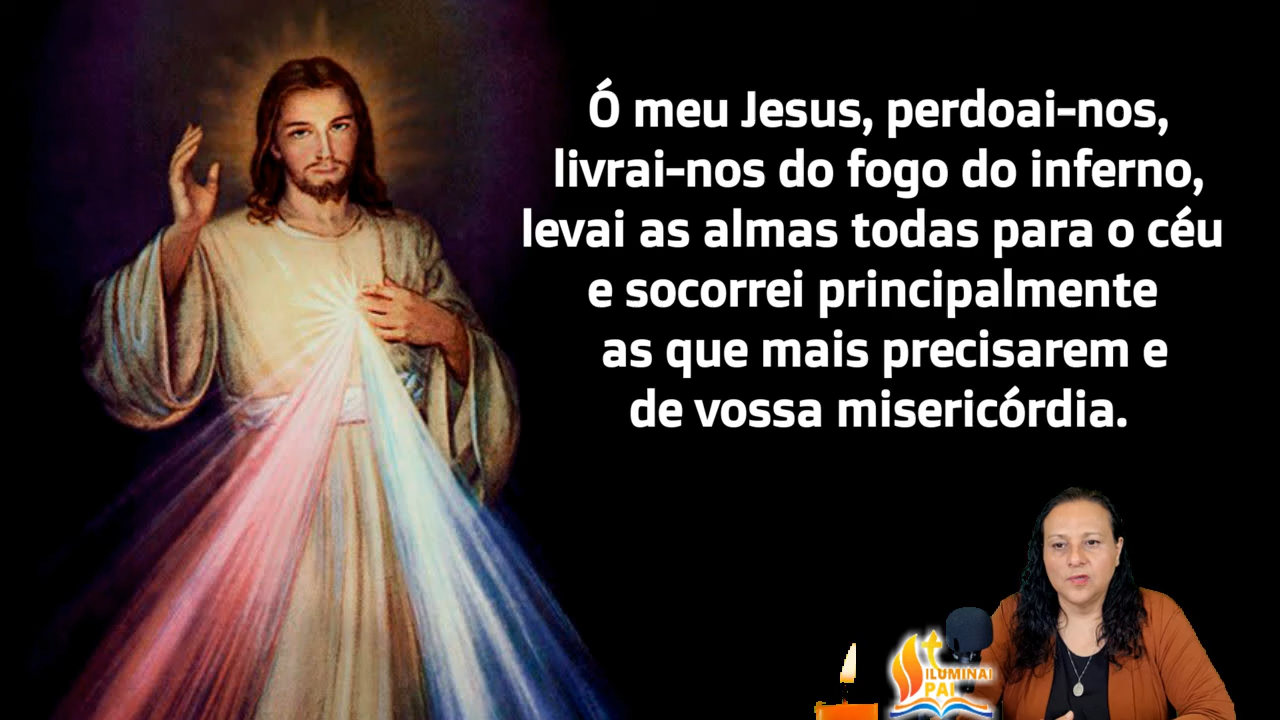 Ó meu Jesus, perdoai-nos,
livrai-nos do fogo do inferno,
levai as almas todas para o céu
e socorrei principalmente
as que mais precisarem e
de vossa misericórdia.
ILUMINAI
PAI